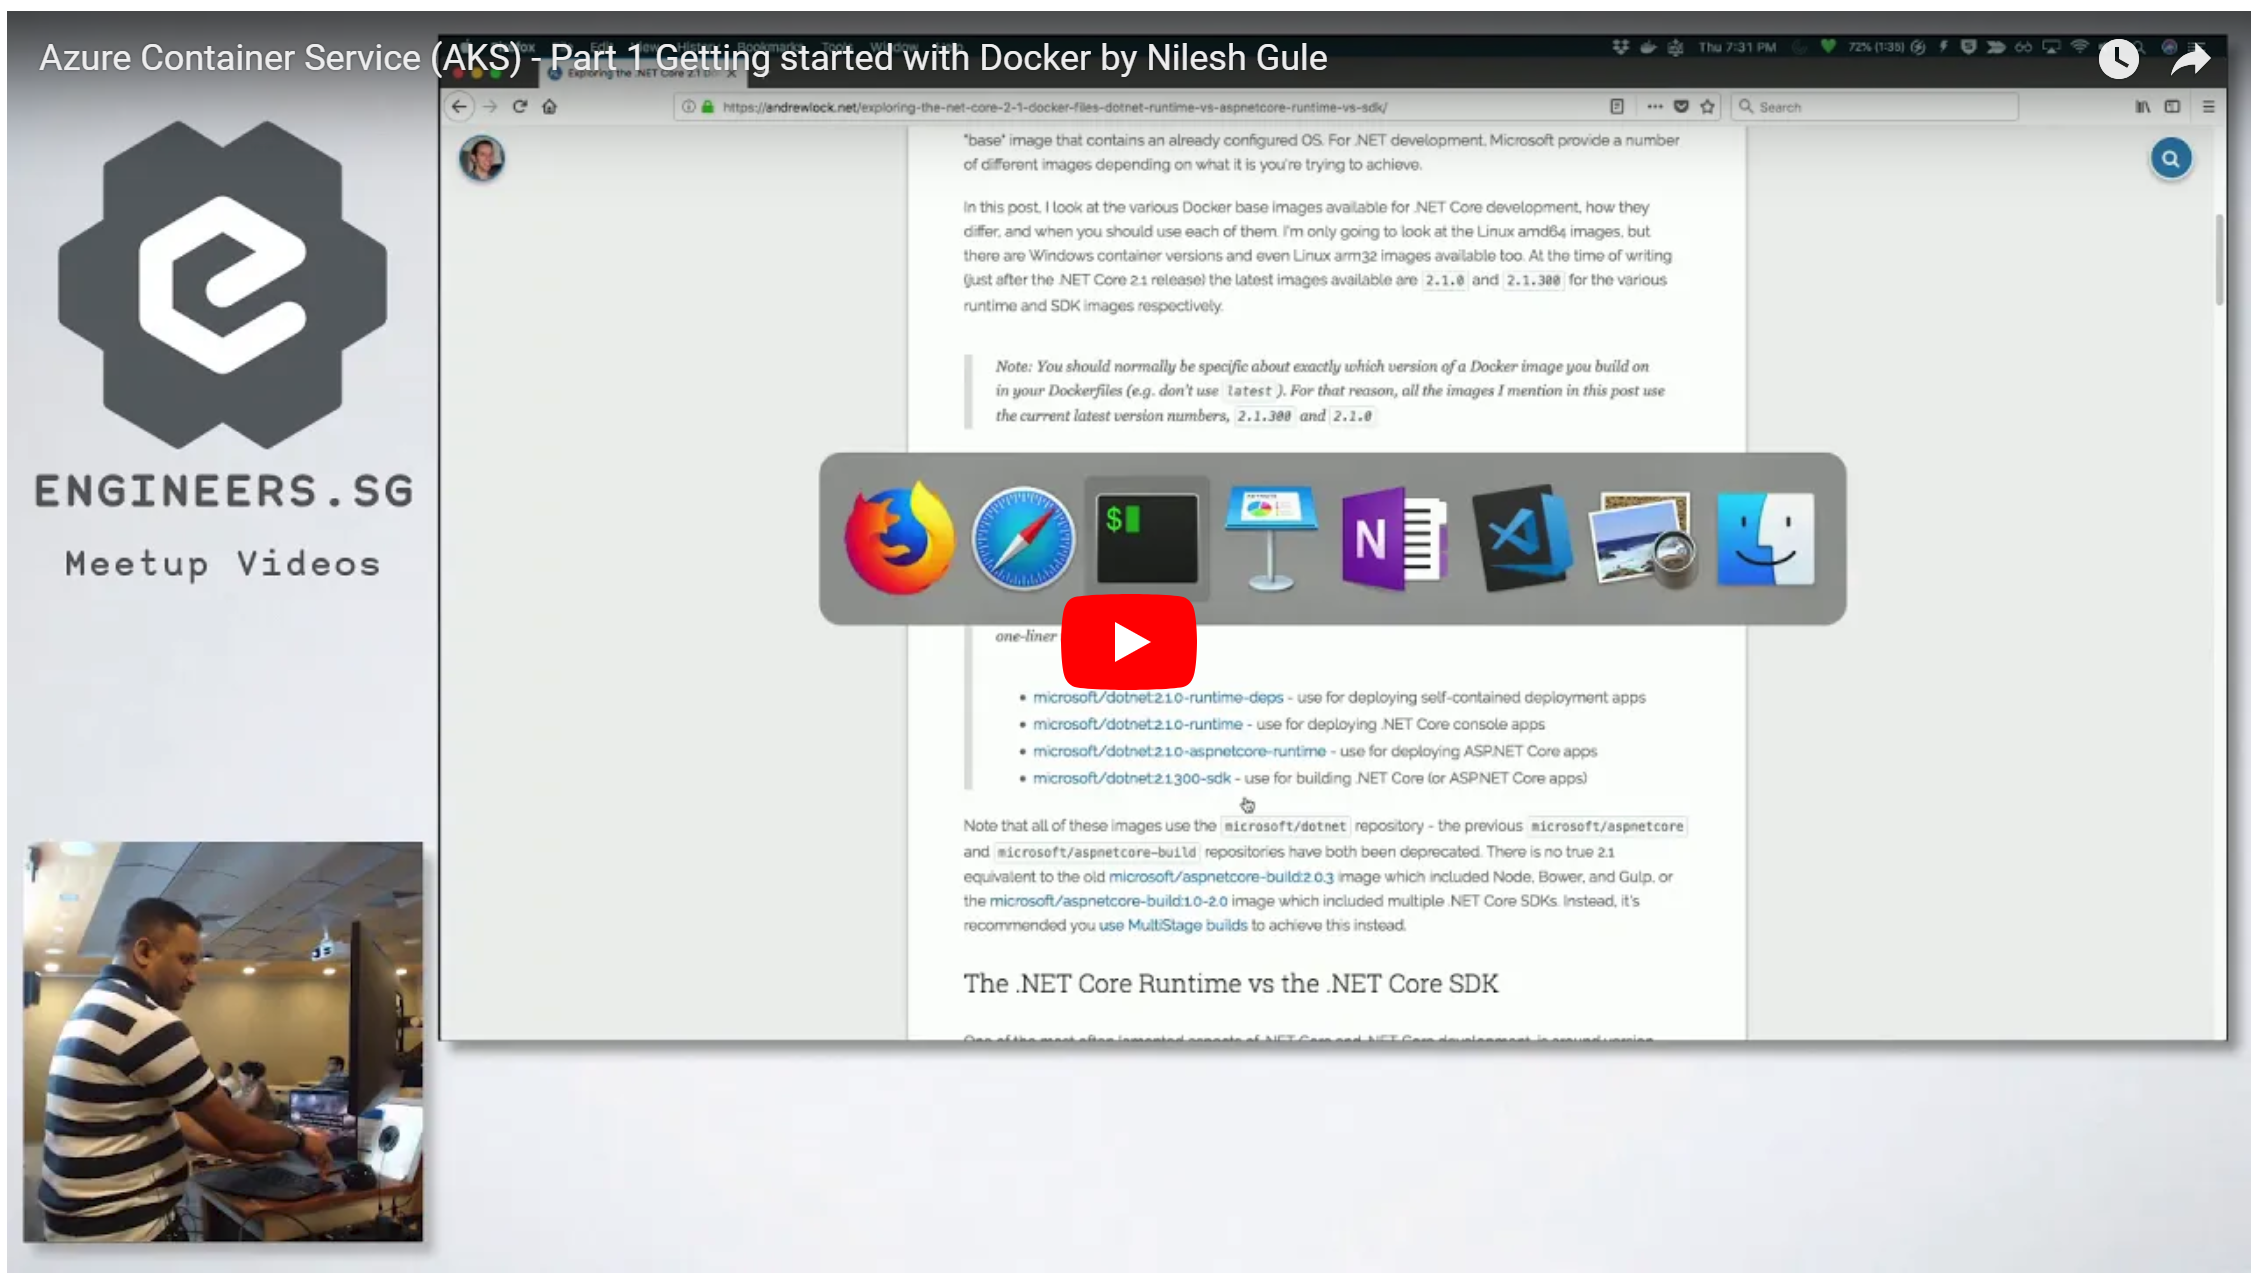 Azure Container Service (AKS) - Part 1 Getting started with Docker by Nilesh Gule
Thu 7:31 PM
72% (1:35)
Exploring the .NET Core 2.1
https://andrewlock.net/exploring-the-net-core-2-1-docker-files-dotnet-runtime-vs-aspnetcore-runtime-vs-sdk/
Search
"base" image that contains an already configured OS. For .NET development, Microsoft provide a number
of different images depending on what it is you're trying to achieve.
In this post, I look at the various Docker base images available for .NET Core development, how they
differ, and when you should use each of them. I'm only going to look at the Linux amd64 images, but
there are Windows container versions and even Linux arm32 images available too. At the time of writing
(just after the .NET Core 2.1 release) the latest images available are 2.1.0 and 2.1.300 for the various
runtime and SDK images respectively.
Note: You should normally be specific about exactly which version of a Docker image you build on
in your Dockerfiles (e.g. don't use latest ). For that reason, all the images I mention in this post use
the current latest version numbers, 2.1.300 and 2.1.0
$
N
one-liner
• microsoft/dotnet:2.1.0-runtime-deps - use for deploying self-contained deployment apps
• microsoft/dotnet:2.1.0-runtime - use for deploying .NET Core console apps
• microsoft/dotnet:2.1.0-aspnetcore-runtime - use for deploying ASP.NET Core apps
• microsoft/dotnet:2.1.300-sdk - use for building .NET Core (or ASP.NET Core apps)
Note that all of these images use the microsoft/dotnet repository - the previous microsoft/aspnetcore
and microsoft/aspnetcore-build repositories have both been deprecated. There is no true 2.1
equivalent to the old microsoft/aspnetcore-build:2.0.3 image which included Node, Bower, and Gulp, or
the microsoft/aspnetcore-build:1.0-2.0 image which included multiple .NET Core SDKs. Instead, it's
recommended you use MultiStage builds to achieve this instead.
The .NET Core Runtime vs the .NET Core SDK
ENGINEERS.SG
Meetup Videos